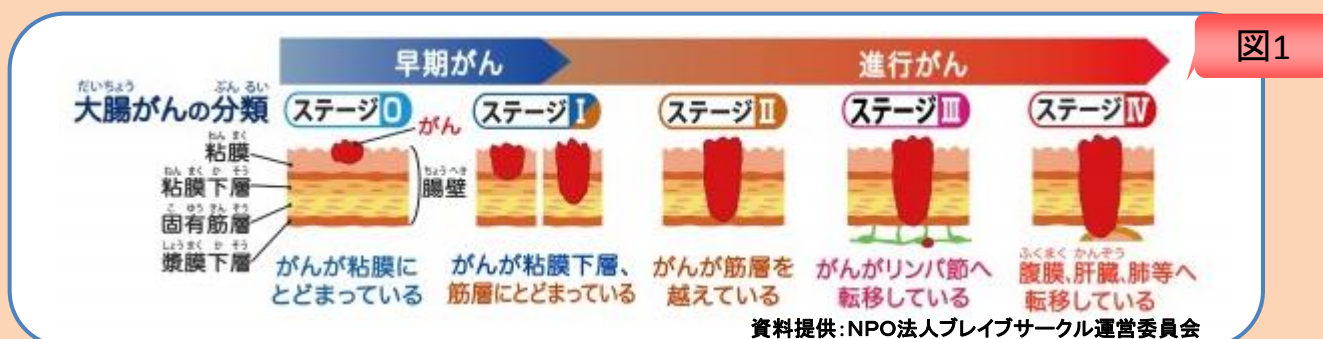 図1
早期がん
進行がん
だいちょう ぶんるい
大腸がんの分類
ステージ0
ステージI
ステージII
ステージIII
ステージIV
がん
ねんまく
粘膜
ねんまくかそう
粘膜下層
こゆうきんそう
固有筋層
しょうまくかそう
漿膜下層
ちょうへき
腸壁
がんが粘膜に
とどまっている
がんが粘膜下層、
筋層にとどまっている
がんが筋層を
越えている
がんがリンパ節へ
転移している
ふくまく かんぞう
腹膜、肝臓、肺等へ
転移している
資料提供:NPO法人ブレイブサークル運営委員会